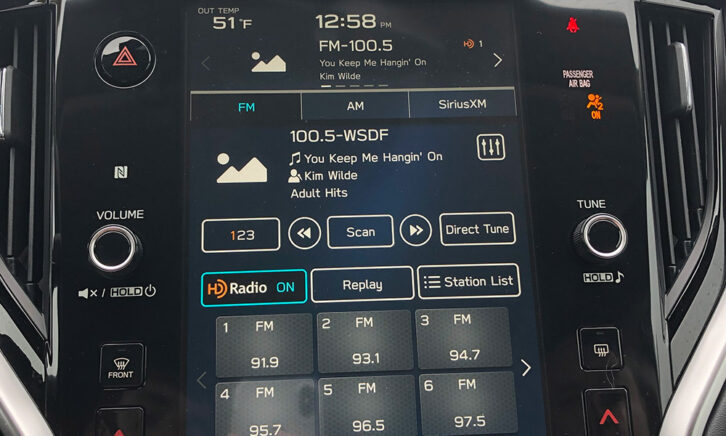 OUT TEMP
51°F
12:58 PM
FM-100.5
HD 1
You Keep Me Hangin' On
Kim Wilde
FM
AM
SiriusXM
100.5-WSDF
You Keep Me Hangin' On
Kim Wilde
Adult Hits
123
Scan
Direct Tune
HD Radio ON
Replay
Station List
1 FM
91.9
2 FM
93.1
3 FM
94.7
4 FM
95.7
5 FM
96.5
6 FM
97.5
N
VOLUME
/ HOLD
FRONT
PASSENGER
AIR BAG
2
ON
TUNE
HOLD